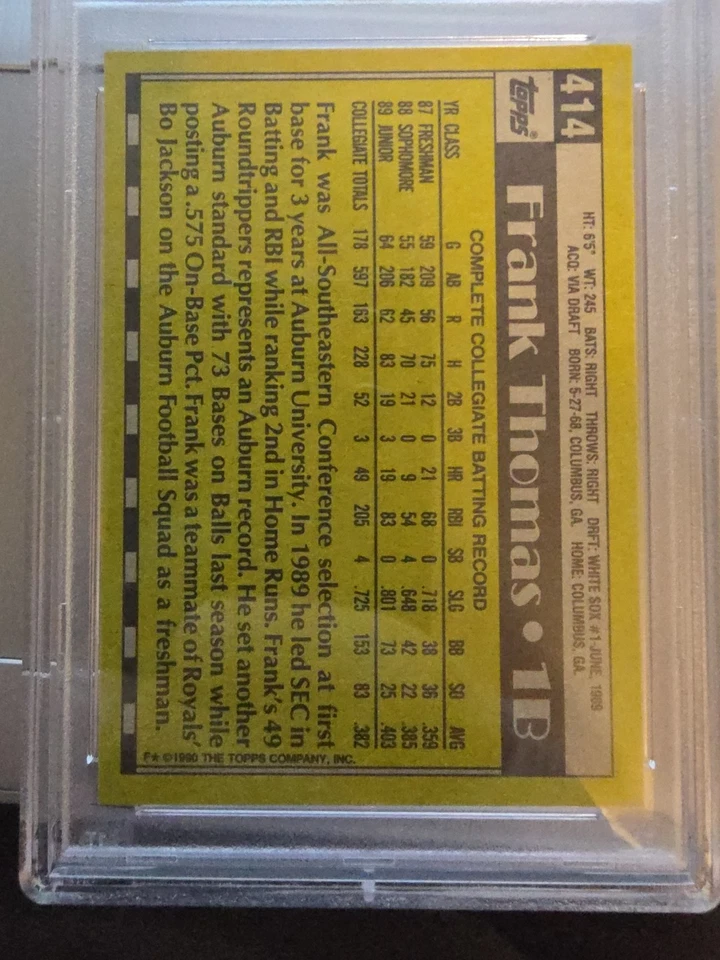 414
topps®
HT: 6'5" WT: 245 BATS: RIGHT THROWS: RIGHT DRFT: WHITE SOX #1-JUNE, 1989
ACQ: VIA DRAFT BORN: 5-27-68, COLUMBUS, GA. HOME: COLUMBUS, GA.
Frank Thomas • 1B
COMPLETE COLLEGIATE BATTING RECORD
YR CLASS G AB R H 2B 3B HR RBI SB SLG BB SO AVG
87 FRESHMAN 59 209 56 75 12 0 21 68 0 .718 38 36 .359
88 SOPHOMORE 55 182 45 70 21 0 9 54 4 .648 42 22 .385
89 JUNIOR 64 206 62 83 19 3 19 83 0 .801 73 25 .403
COLLEGIATE TOTALS 178 597 163 228 52 3 49 205 4 .725 153 83 .382
Frank was All-Southeastern Conference selection at first
base for 3 years at Auburn University. In 1989 he led SEC in
Batting and RBI while ranking 2nd in Home Runs. Frank's 49
Roundtrippers represents an Auburn record. He set another
Auburn standard with 73 Bases on Balls last season while
posting a .575 On-Base Pct. Frank was a teammate of Royals'
Bo Jackson on the Auburn Football Squad as a freshman.
F★ ©1990 THE TOPPS COMPANY, INC.